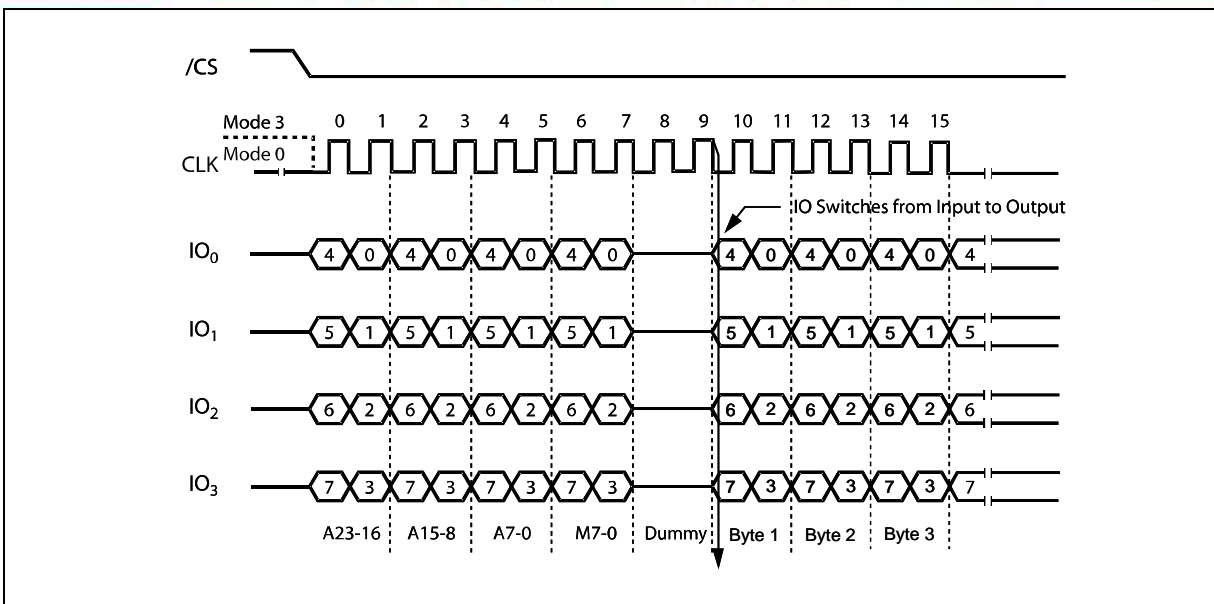 /CS
Mode 3 0 1 2 3 4 5 6 7 8 9 10 11 12 13 14 15
Mode 0
CLK
IO Switches from Input to Output
IO0 4 0 4 0 4 0 4 0 4 0 4 0 4 0 4
IO1 5 1 5 1 5 1 5 1 5 1 5 1 5 1 5
IO2 6 2 6 2 6 2 6 2 6 2 6 2 6 2 6
IO3 7 3 7 3 7 3 7 3 7 3 7 3 7 3 7
A23-16 A15-8 A7-0 M7-0 Dummy Byte 1 Byte 2 Byte 3